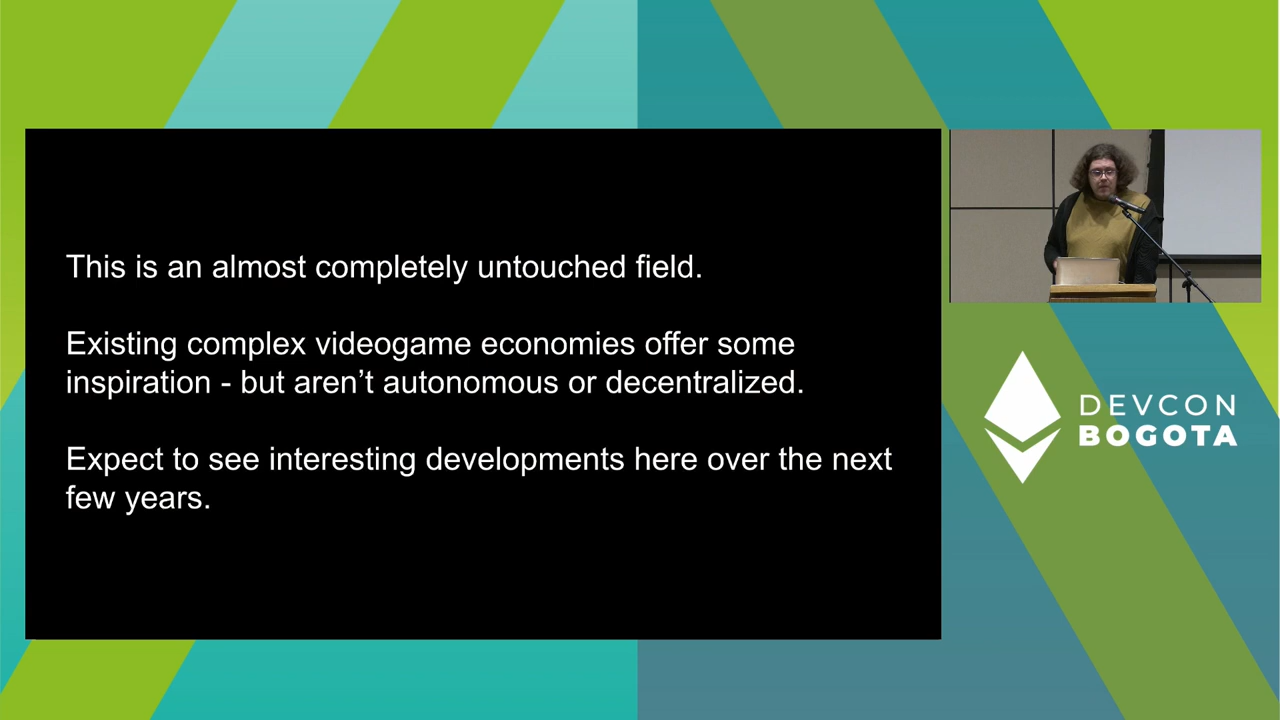 This is an almost completely untouched field.
Existing complex videogame economies offer some
inspiration - but aren't autonomous or decentralized.
Expect to see interesting developments here over the next
few years.
DEVCON
BOGOTA